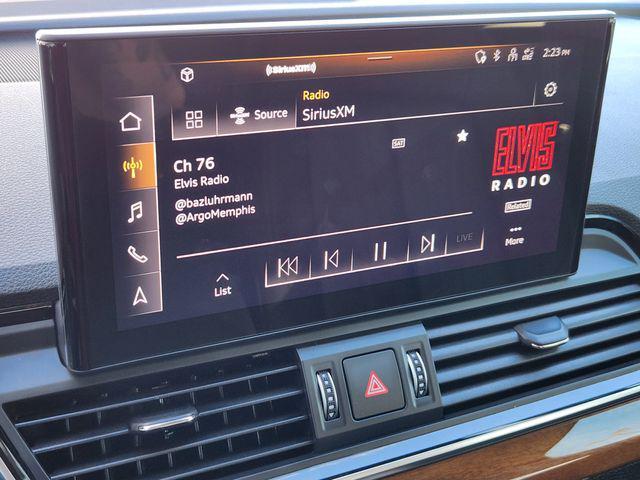 ((SiriusXM))
2:23 PM
Source
Radio
SiriusXM
SAT
Ch 76
Elvis Radio
@bazluhrmann
@ArgoMemphis
ELVIS
RADIO
[Related]
More
LIVE
List